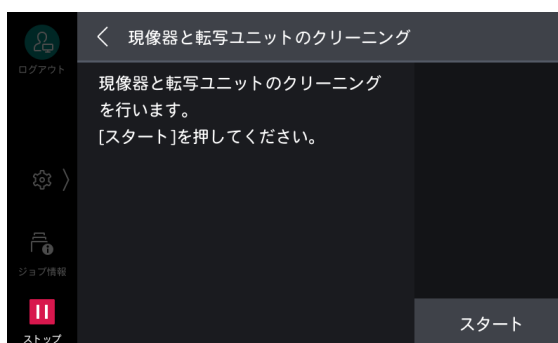 ログアウト
現像器と転写ユニットのクリーニング
現像器と転写ユニットのクリーニング
を行います。
[スタート]を押してください。
ジョブ情報
ストップ
スタート